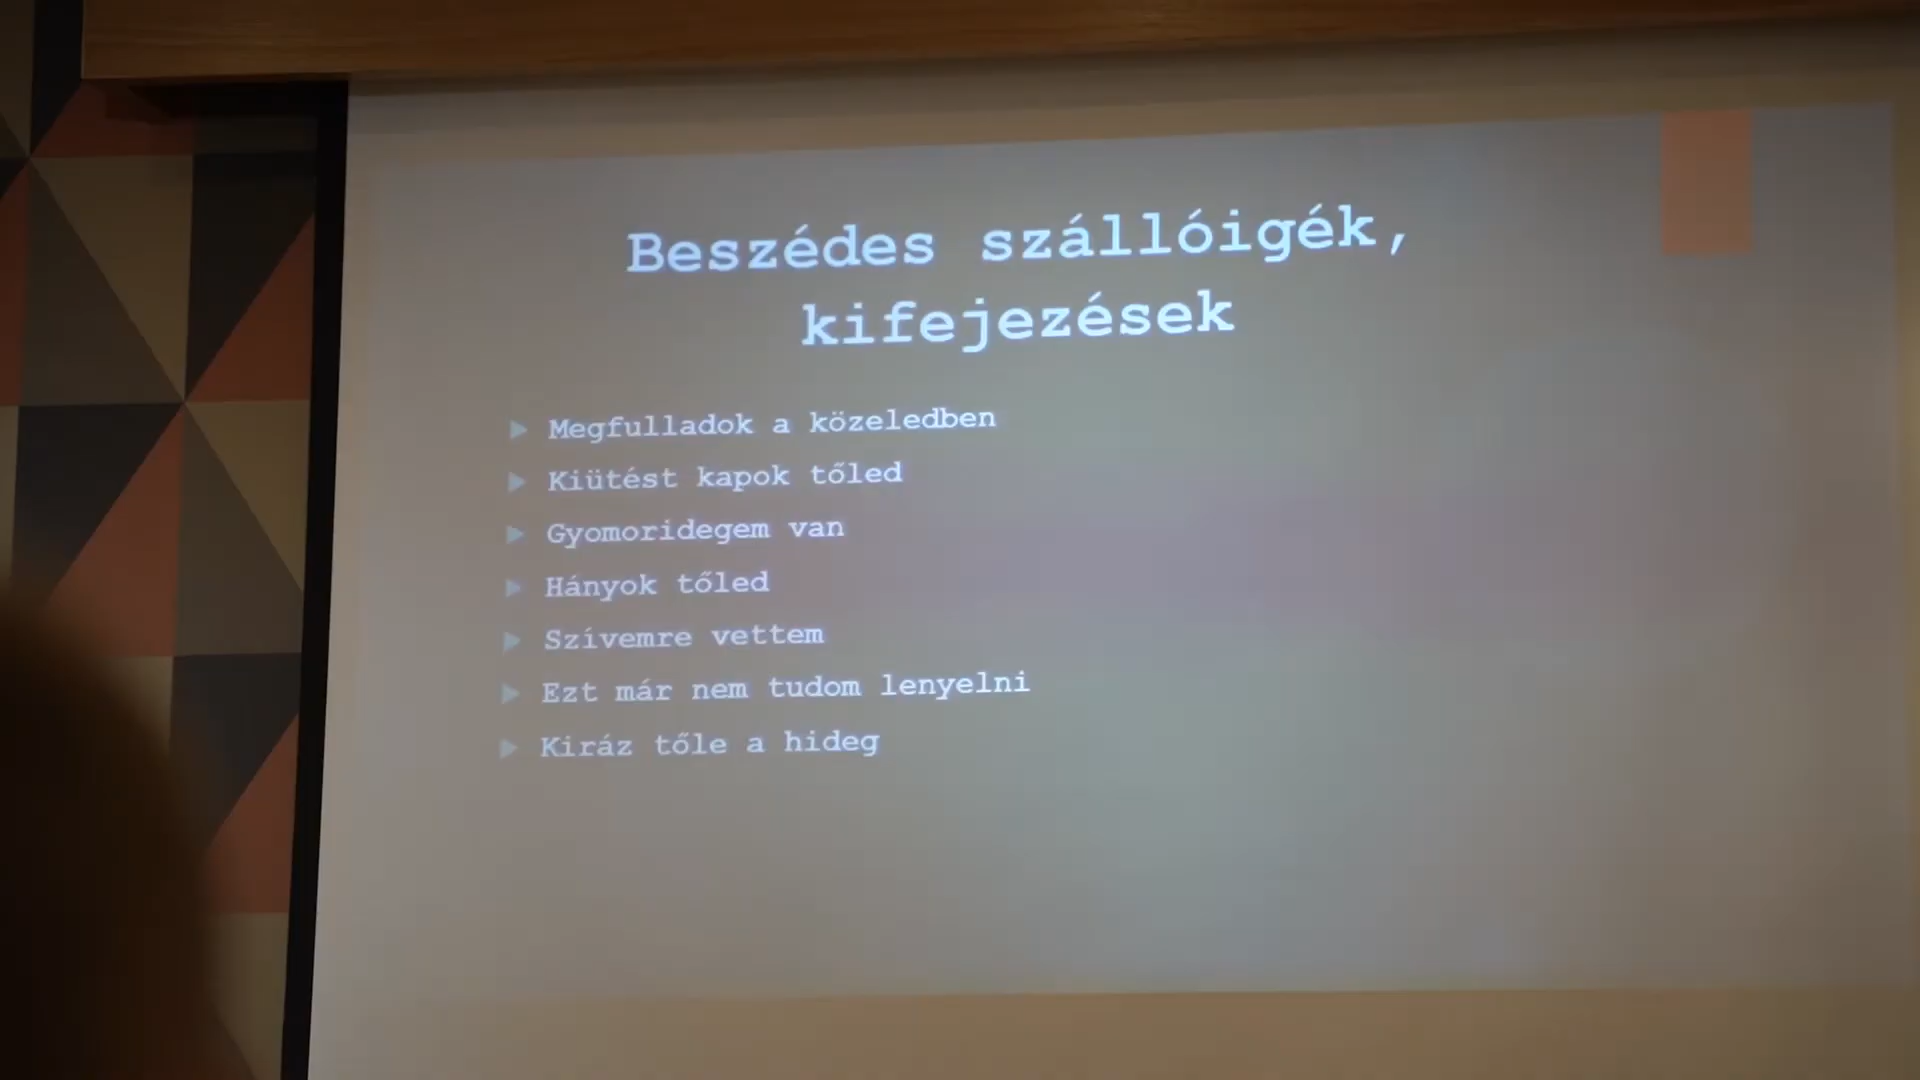 Beszédes szállóigék,
kifejezések
Megfulladok a közeledben
Kiütést kapok tőled
Gyomoridegem van
Hányok tőled
Szívemre vettem
Ezt már nem tudom lenyelni
Kiráz tőle a hideg